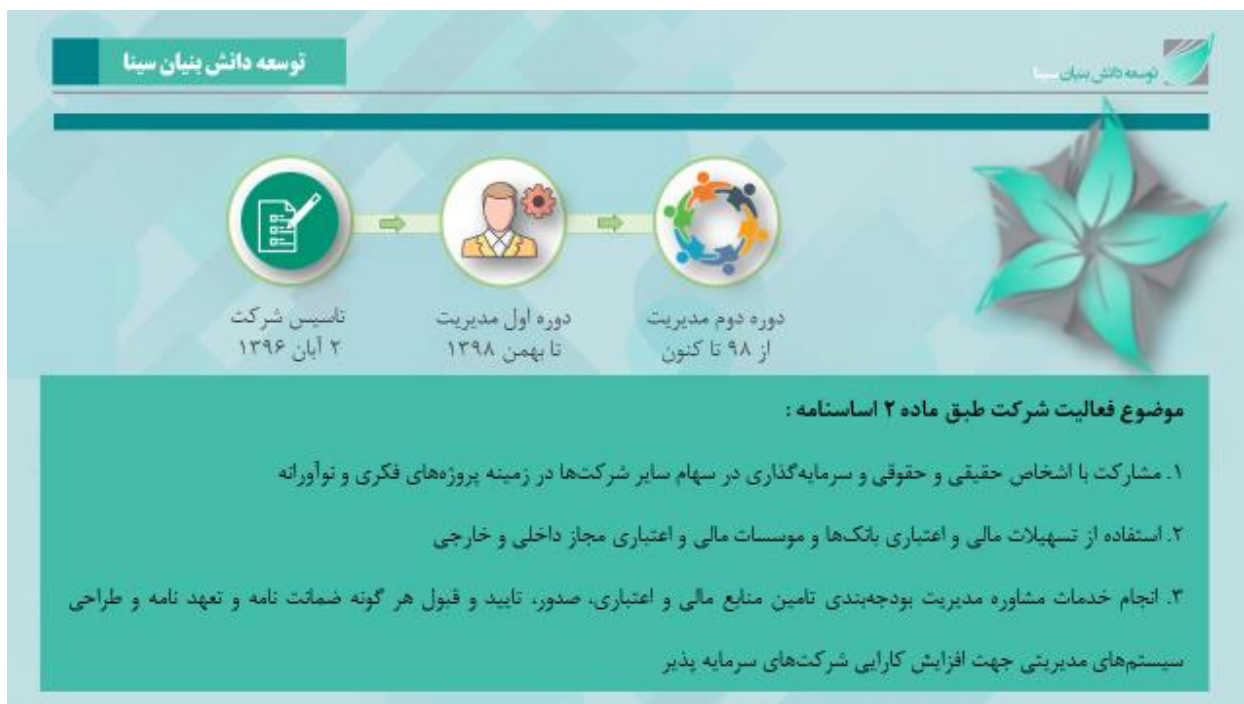 توسعه دانش بنیان سینا
توسعه دانش بنیان سینا
تاسیس شرکت
۲ آبان ۱۳۹۶
دوره اول مدیریت
تا بهمن ۱۳۹۸
دوره دوم مدیریت
از ۹۸ تا کنون
موضوع فعالیت شرکت طبق ماده ۲ اساسنامه :
۱. مشارکت با اشخاص حقیقی و حقوقی و سرمایه‌گذاری در سهام سایر شرکت‌ها در زمینه پروژه‌های فکری و نوآورانه
۲. استفاده از تسهیلات مالی و اعتباری بانک‌ها و موسسات مالی و اعتباری مجاز داخلی و خارجی
۳. انجام خدمات مشاوره مدیریت بودجه‌بندی تامین منابع مالی و اعتباری، صدور، تایید و قبول هر گونه ضمانت نامه و تعهد نامه و طراحی
سیستم‌های مدیریتی جهت افزایش کارایی شرکت‌های سرمایه پذیر